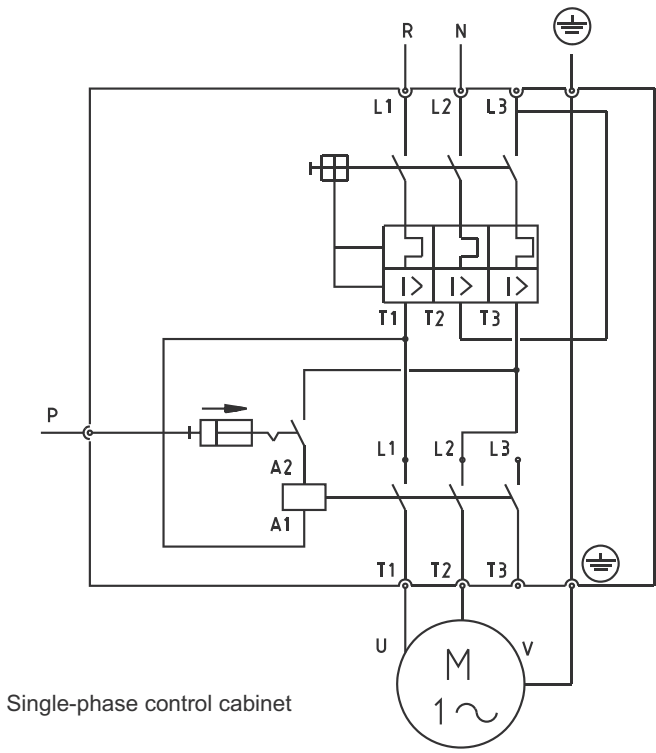 R N
L1 L2 L3
I> I> I>
T1 T2 T3
P
L1 L2 L3
A2
A1
T1 T2 T3
U V
M
1~
Single-phase control cabinet